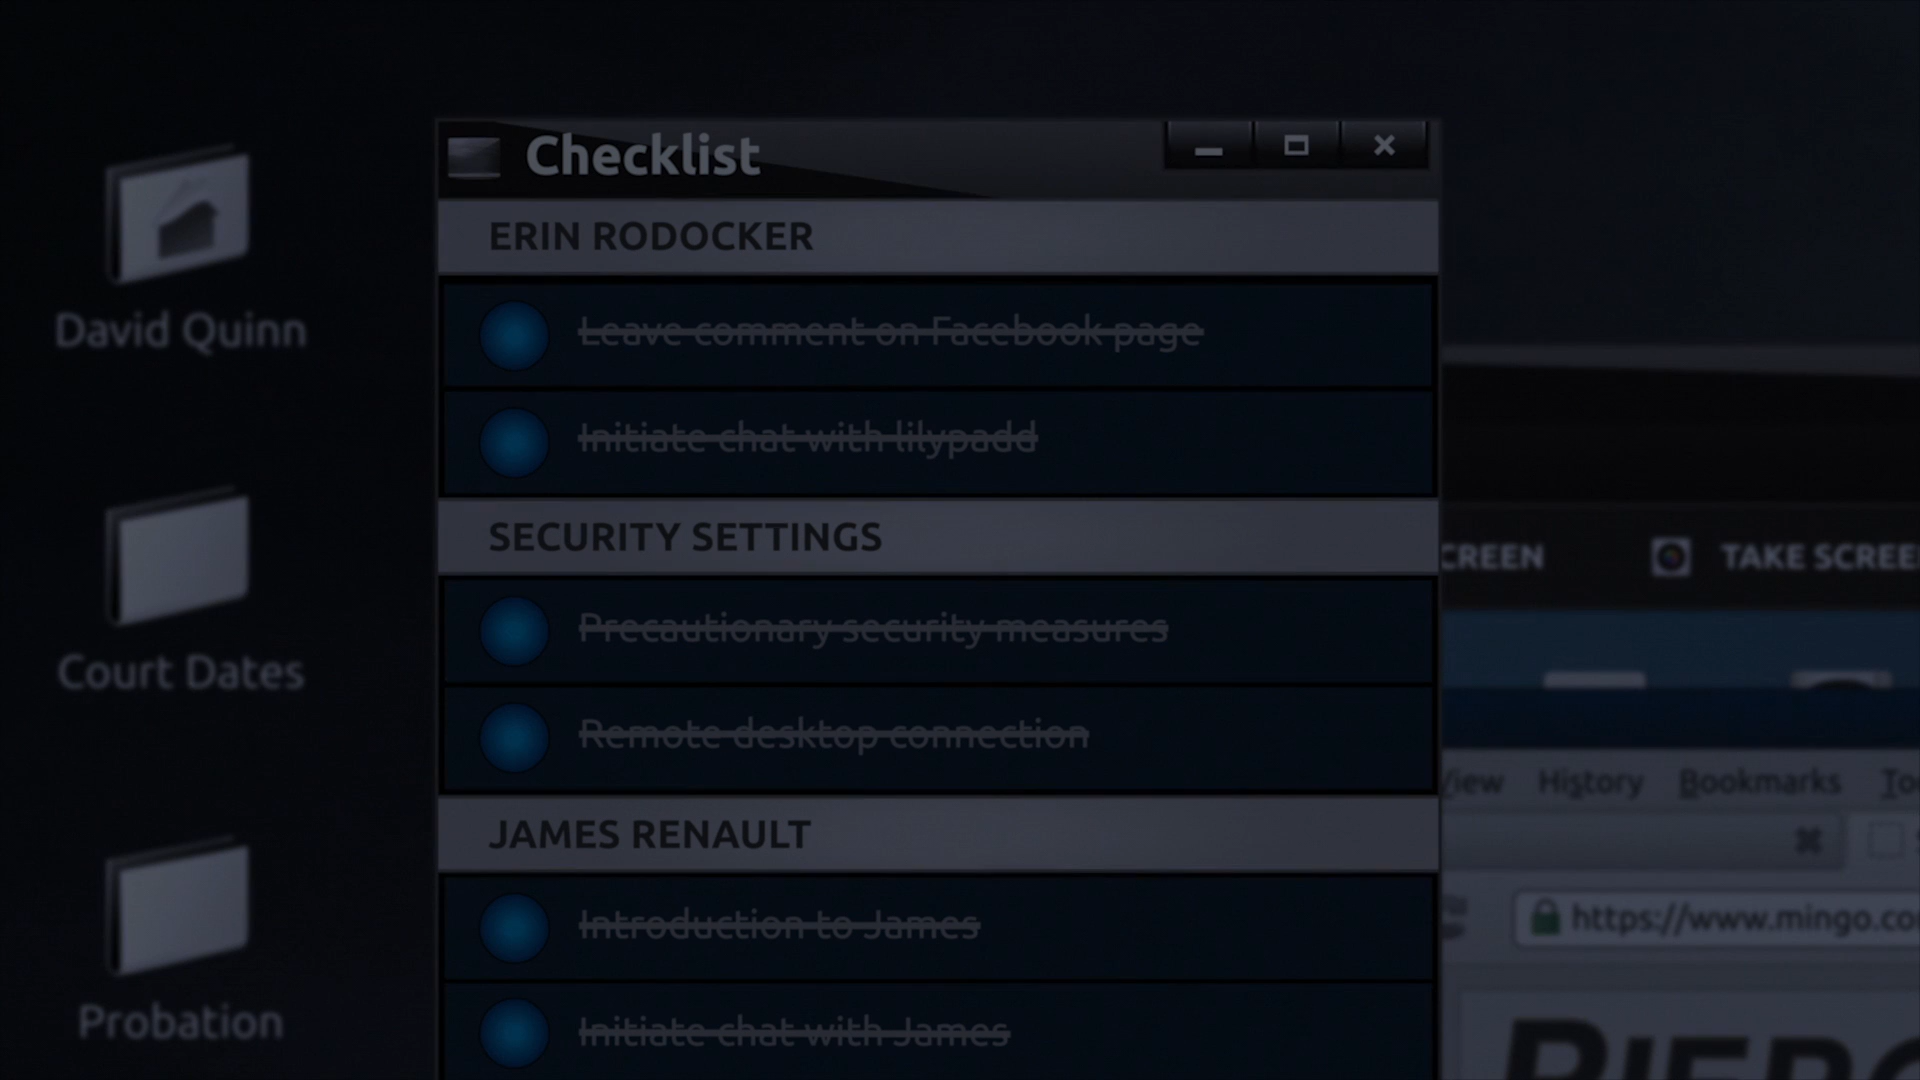 Checklist
ERIN RODOCKER
Leave comment on Facebook page
Initiate chat with lilypadd
SECURITY SETTINGS
Precautionary security measures
Remote desktop connection
JAMES RENAULT
Introduction to James
Initiate chat with James
David Quinn
Court Dates
Probation
CREEN TAKE SCREE
View History Bookmarks Too
https://www.mingo.co